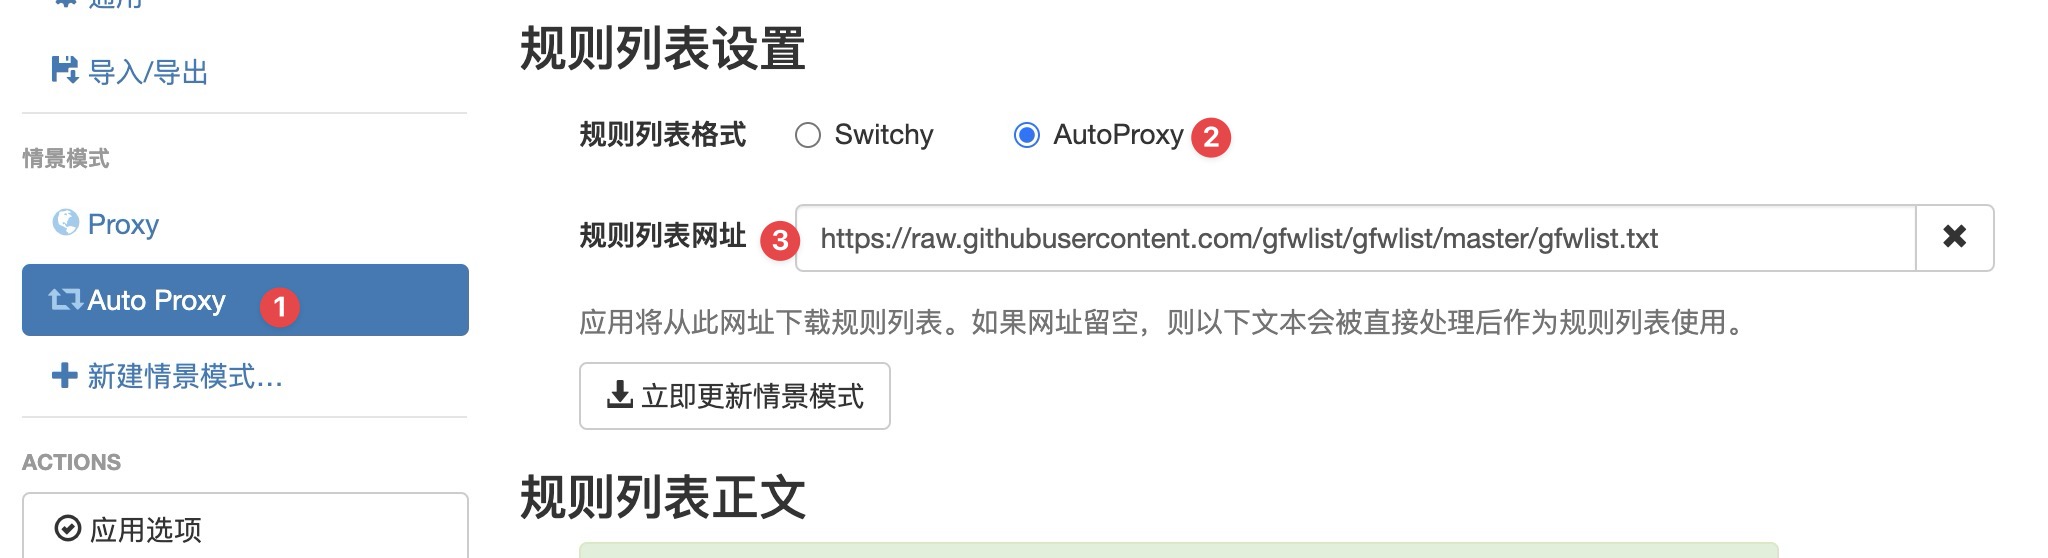 通用
导入/导出
情景模式
Proxy
Auto Proxy 1
新建情景模式...
ACTIONS
应用选项
规则列表设置
规则列表格式 Switchy AutoProxy 2
规则列表网址 3 https://raw.githubusercontent.com/gfwlist/gfwlist/master/gfwlist.txt
应用将从此网址下载规则列表。如果网址留空，则以下文本会被直接处理后作为规则列表使用。
立即更新情景模式
规则列表正文